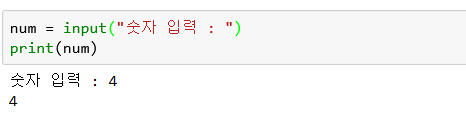 num = input("숫자 입력 : ")
print(num)
숫자 입력 : 4
4